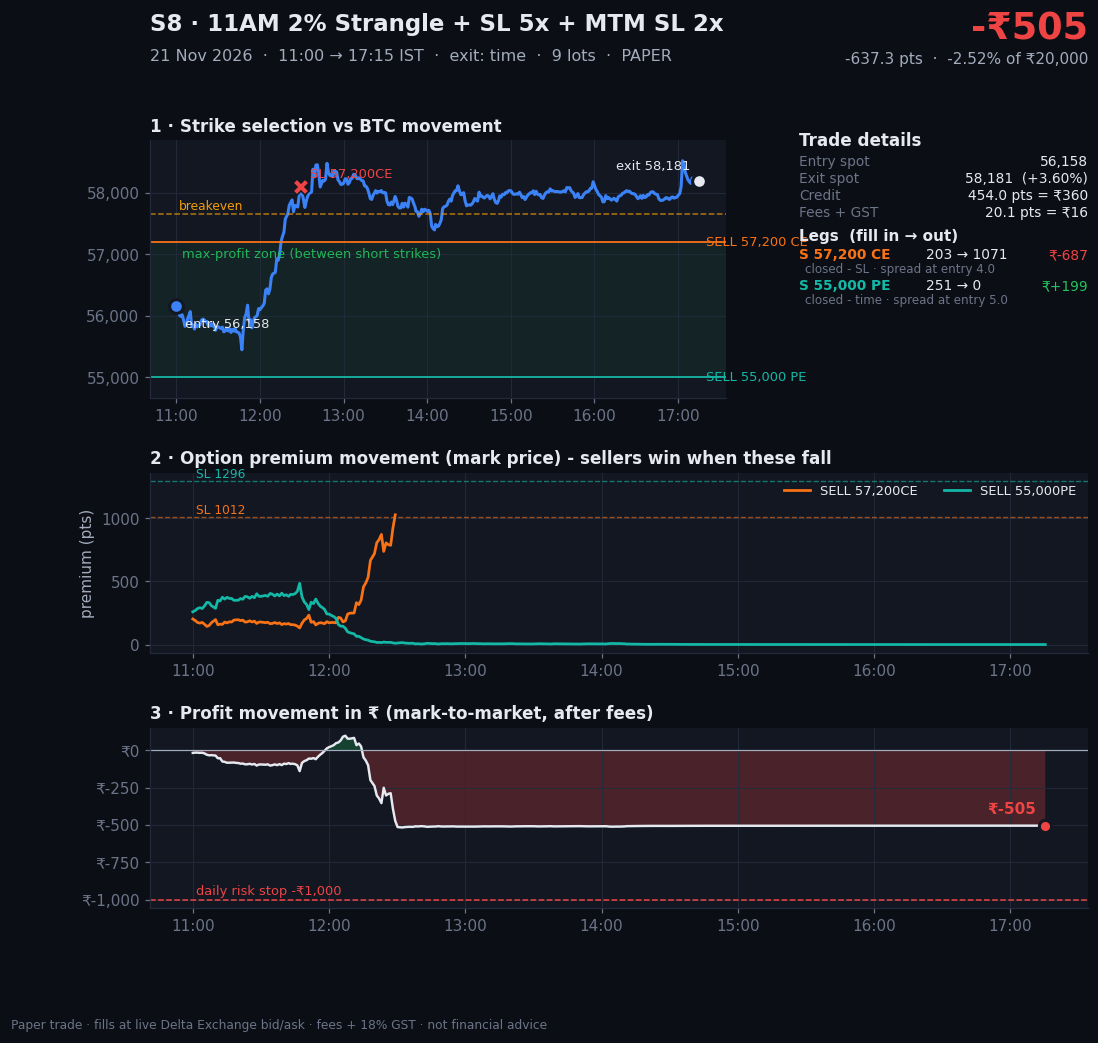 S8 · 11AM 2% Strangle + SL 5x + MTM SL 2x
-₹505
21 Nov 2026 · 11:00 → 17:15 IST · exit: time · 9 lots · PAPER
-637.3 pts · -2.52% of ₹20,000
1 · Strike selection vs BTC movement
58,000
57,000
56,000
55,000
SL 57,200CE
exit 58,181
breakeven
SELL 57,200 CE
max-profit zone (between short strikes)
entry 56,158
SELL 55,000 PE
11:00 12:00 13:00 14:00 15:00 16:00 17:00
Trade details
Entry spot 56,158
Exit spot 58,181 (+3.60%)
Credit 454.0 pts = ₹360
Fees + GST 20.1 pts = ₹16
Legs (fill in → out)
S 57,200 CE 203 → 1071 ₹-687
closed - SL · spread at entry 4.0
S 55,000 PE 251 → 0 ₹+199
closed - time · spread at entry 5.0
2 · Option premium movement (mark price) - sellers win when these fall
SL 1296
SELL 57,200CE SELL 55,000PE
SL 1012
premium (pts)
1000
500
0
11:00 12:00 13:00 14:00 15:00 16:00 17:00
3 · Profit movement in ₹ (mark-to-market, after fees)
₹0
₹-250
₹-500
₹-750
₹-1,000
₹-505
daily risk stop -₹1,000
11:00 12:00 13:00 14:00 15:00 16:00 17:00
Paper trade · fills at live Delta Exchange bid/ask · fees + 18% GST · not financial advice